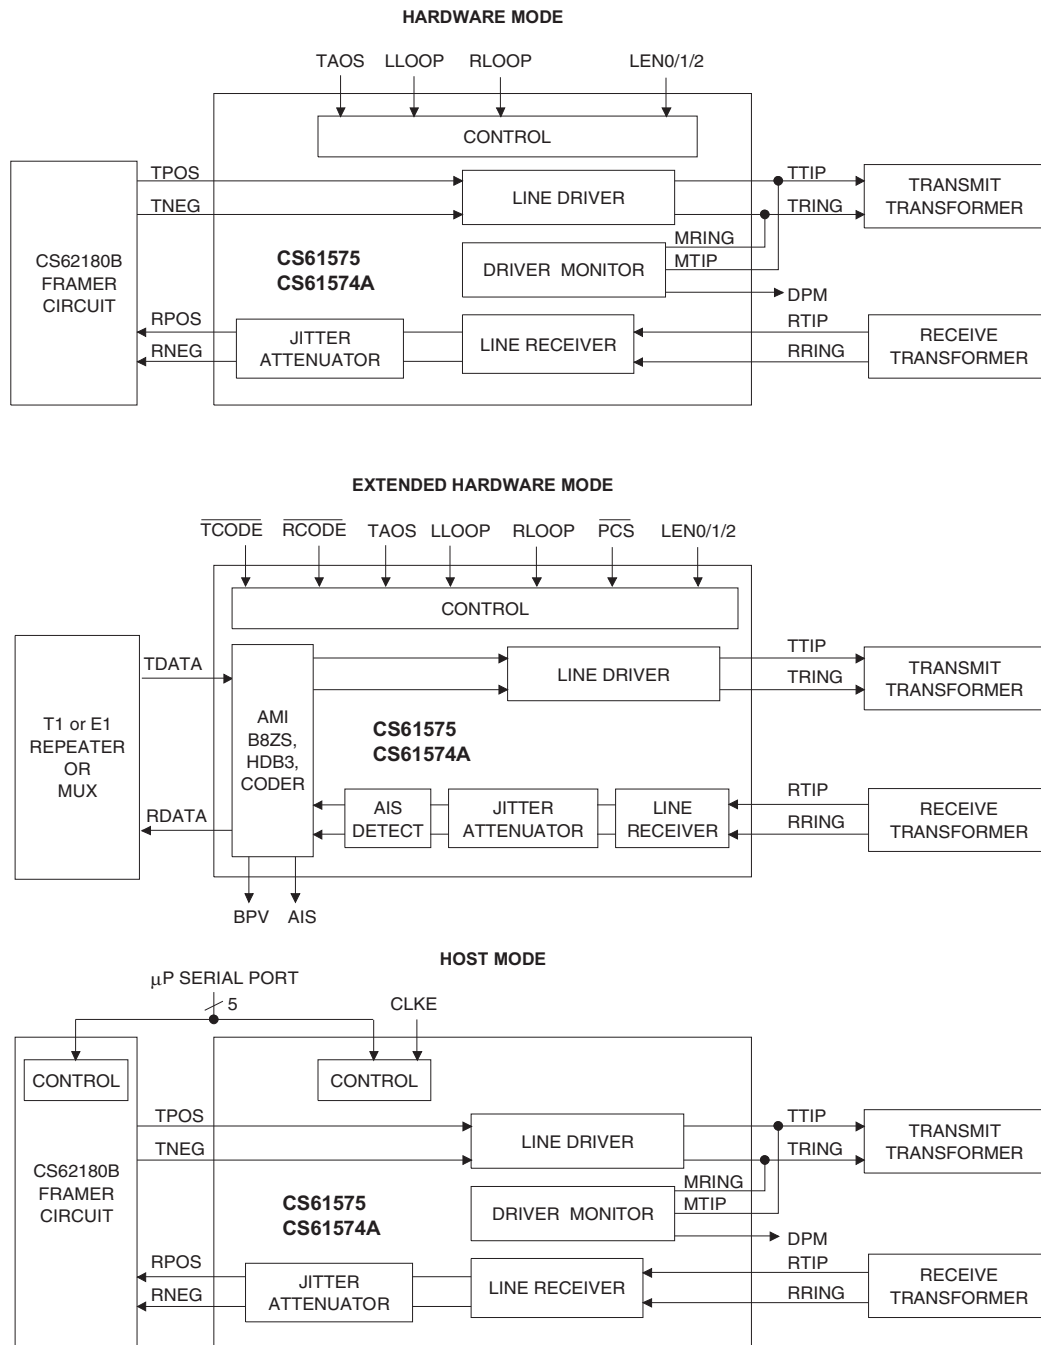 HARDWARE MODE
TAOS LLOOP RLOOP LEN0/1/2
CONTROL
TPOS
TNEG
LINE DRIVER
TTIP
TRING
TRANSMIT
TRANSFORMER
CS62180B
FRAMER
CIRCUIT
CS61575
CS61574A
DRIVER MONITOR
MRING
MTIP
DPM
RPOS
RNEG
JITTER
ATTENUATOR
LINE RECEIVER
RTIP
RRING
RECEIVE
TRANSFORMER
EXTENDED HARDWARE MODE
TCODE RCODE TAOS LLOOP RLOOP PCS LEN0/1/2
CONTROL
T1 or E1
REPEATER
OR
MUX
TDATA
RDATA
AMI
B8ZS,
HDB3,
CODER
LINE DRIVER
TTIP
TRING
TRANSMIT
TRANSFORMER
CS61575
CS61574A
AIS
DETECT
JITTER
ATTENUATOR
LINE
RECEIVER
RTIP
RRING
RECEIVE
TRANSFORMER
BPV AIS
HOST MODE
μP SERIAL PORT
5
CLKE
CONTROL
CONTROL
TPOS
TNEG
LINE DRIVER
TTIP
TRING
TRANSMIT
TRANSFORMER
CS62180B
FRAMER
CIRCUIT
CS61575
CS61574A
DRIVER MONITOR
MRING
MTIP
DPM
RPOS
RNEG
JITTER
ATTENUATOR
LINE RECEIVER
RTIP
RRING
RECEIVE
TRANSFORMER